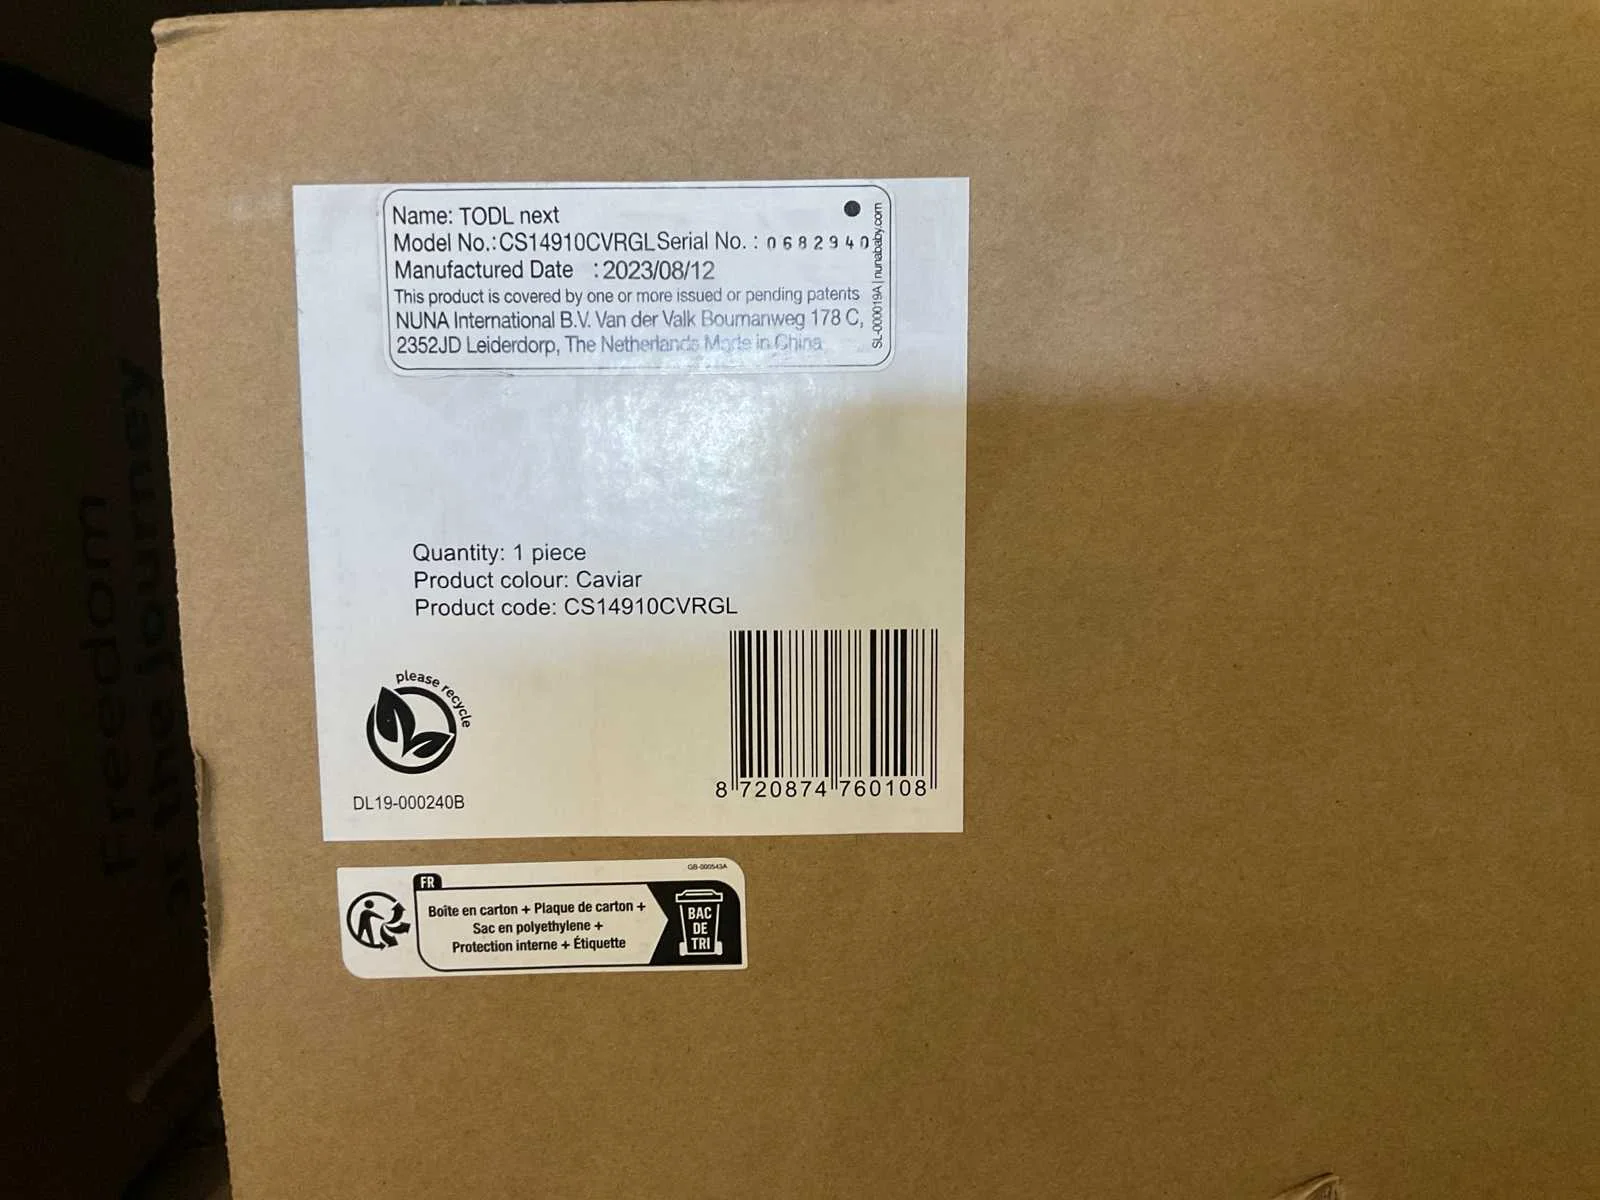 Name: TODL next
Model No.:CS14910CVRGL Serial No. : 0682940
Manufactured Date : 2023/08/12
This product is covered by one or more issued or pending patents
NUNA International B.V. Van der Valk Boumanweg 178 C,
2352JD Leiderdorp, The Netherlands Made in China
SL-000019A | nunababy.com
Quantity: 1 piece
Product colour: Caviar
Product code: CS14910CVRGL
please recycle
DL19-000240B
8 720874 760108
GB-000543A
FR
Boîte en carton + Plaque de carton +
Sac en polyethylene +
Protection interne + Étiquette
BAC
DE
TRI
Freedom
at the journey